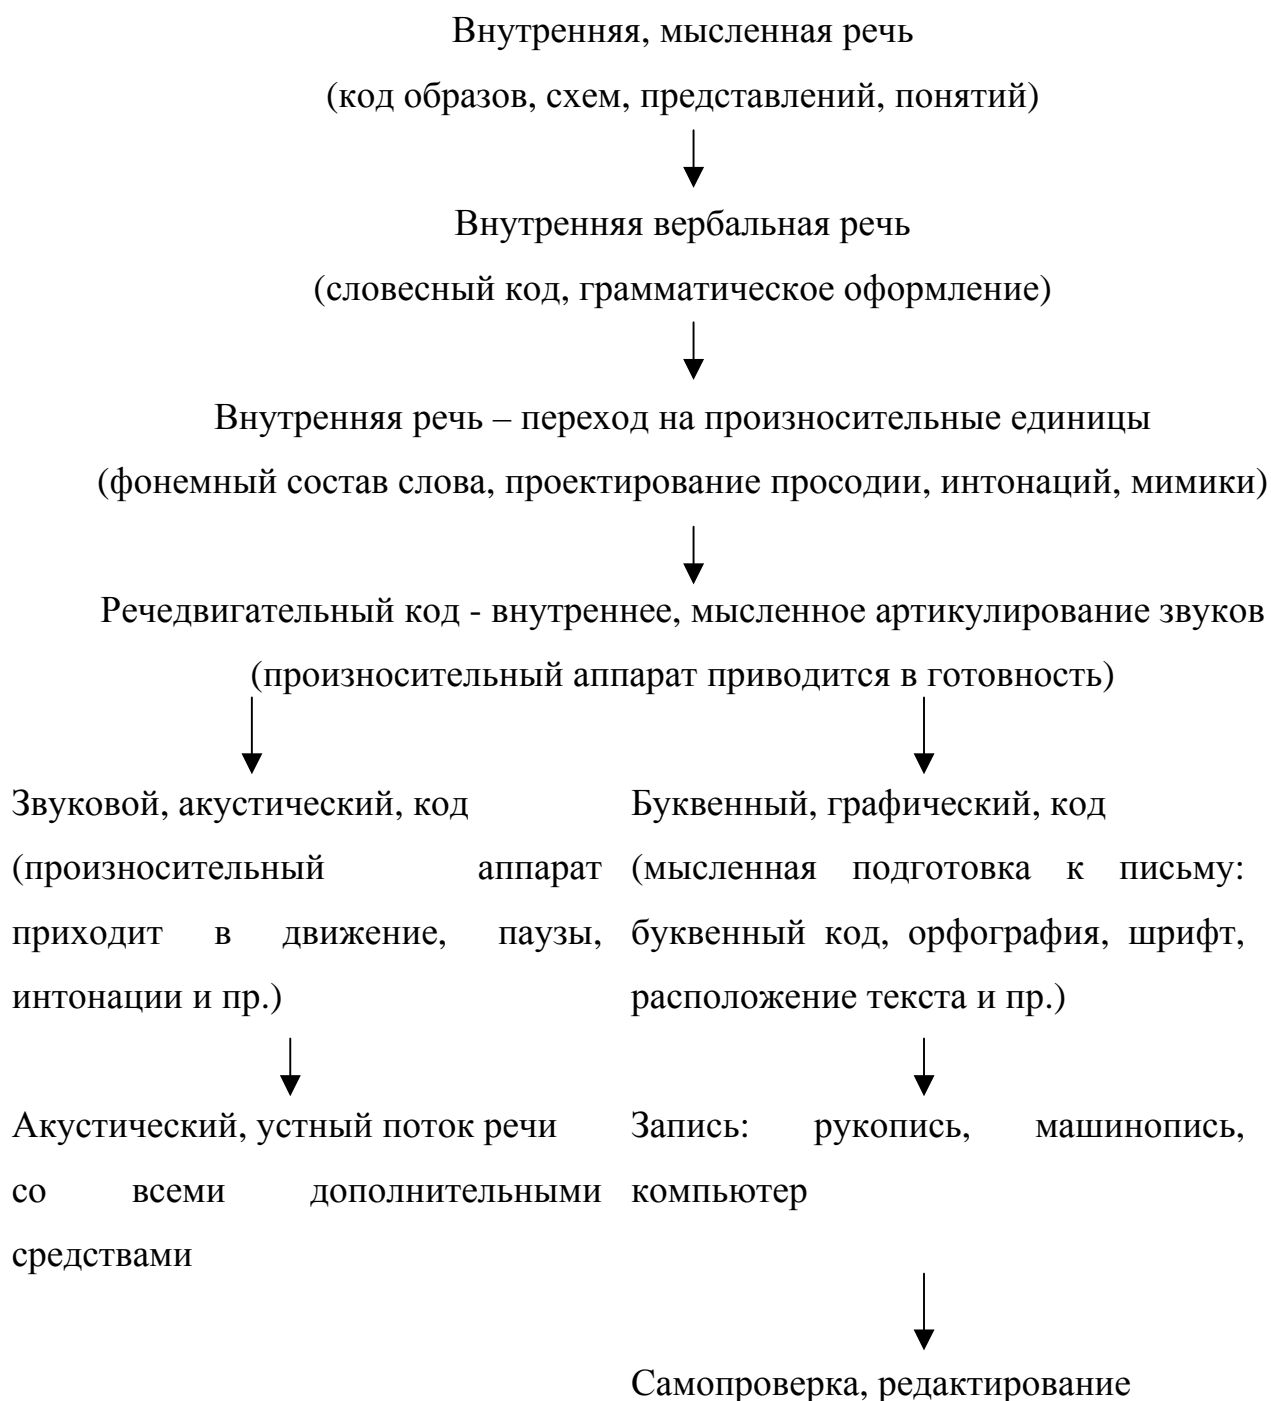 Внутренняя, мысленная речь
(код образов, схем, представлений, понятий)
Внутренняя вербальная речь
(словесный код, грамматическое оформление)
Внутренняя речь – переход на произносительные единицы
(фонемный состав слова, проектирование просодии, интонаций, мимики)
Речедвигательный код - внутреннее, мысленное артикулирование звуков
(произносительный аппарат приводится в готовность)
Звуковой, акустический, код
(произносительный аппарат
приходит в движение, паузы,
интонации и пр.)
Буквенный, графический, код
(мысленная подготовка к письму:
буквенный код, орфография, шрифт,
расположение текста и пр.)
Акустический, устный поток речи
со всеми дополнительными
средствами
Запись: рукопись, машинопись,
компьютер
Самопроверка, редактирование